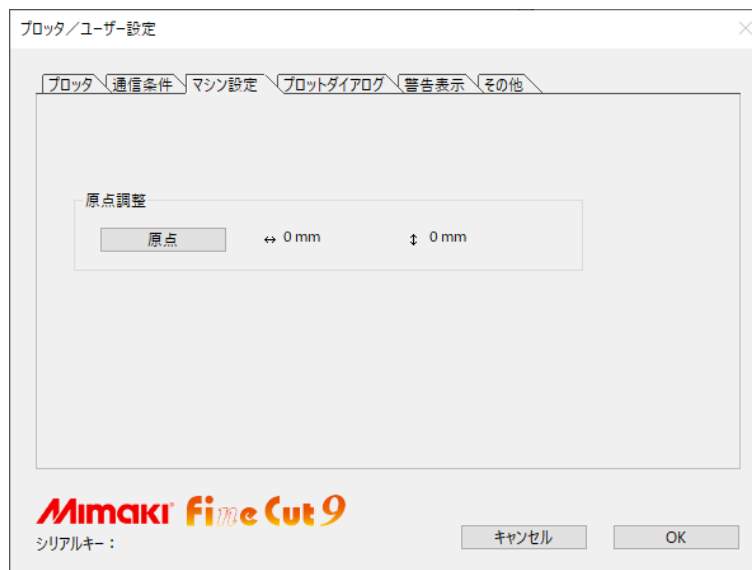 プロッタ／ユーザー設定
プロッタ 通信条件 マシン設定 プロットダイアログ 警告表示 その他
原点調整
原点 ↔ 0 mm ↕ 0 mm
MIMAKI Fine Cut 9
シリアルキー：
キャンセル OK